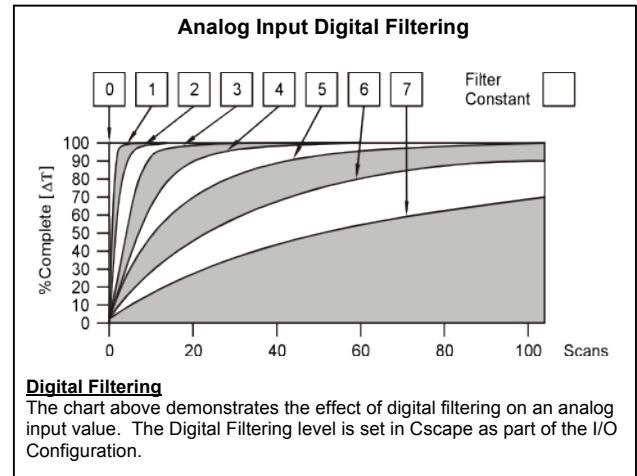 Analog Input Digital Filtering
0 1 2 3 4 5 6 7
Filter
Constant
100
90
80
70
60
50
40
30
20
10
0
%Complete [ΔT]
0 20 40 60 80 100 Scans
Digital Filtering
The chart above demonstrates the effect of digital filtering on an analog
input value. The Digital Filtering level is set in Cscape as part of the I/O
Configuration.